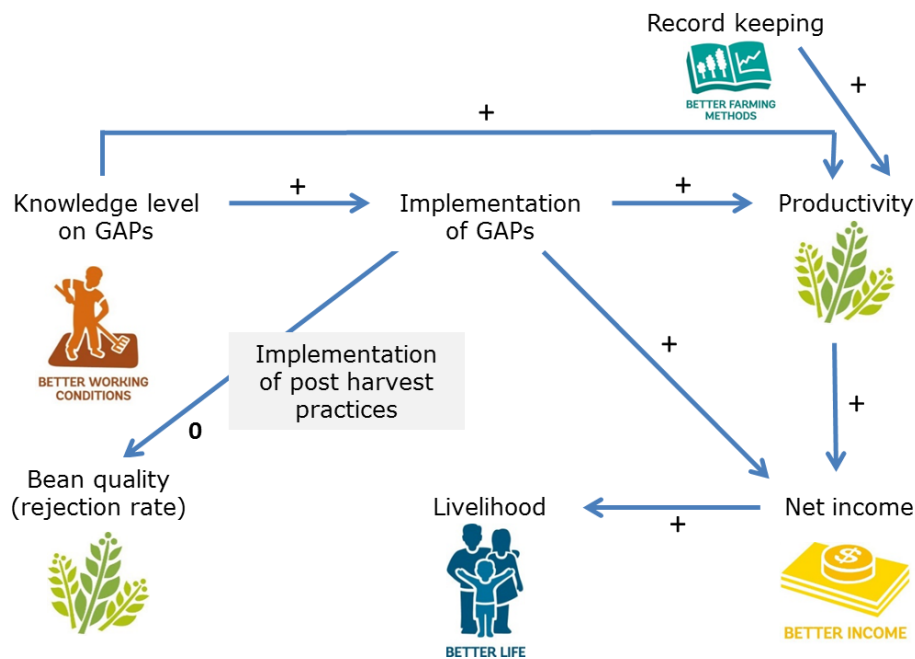 Record keeping
+
BETTER FARMING
METHODS
+
Knowledge level
on GAPs
+
Implementation
of GAPs
+
Productivity
BETTER WORKING
CONDITIONS
Implementation
of post harvest
practices
+
+
0
Bean quality
(rejection rate)
Livelihood
+
Net income
$
BETTER LIFE
BETTER INCOME